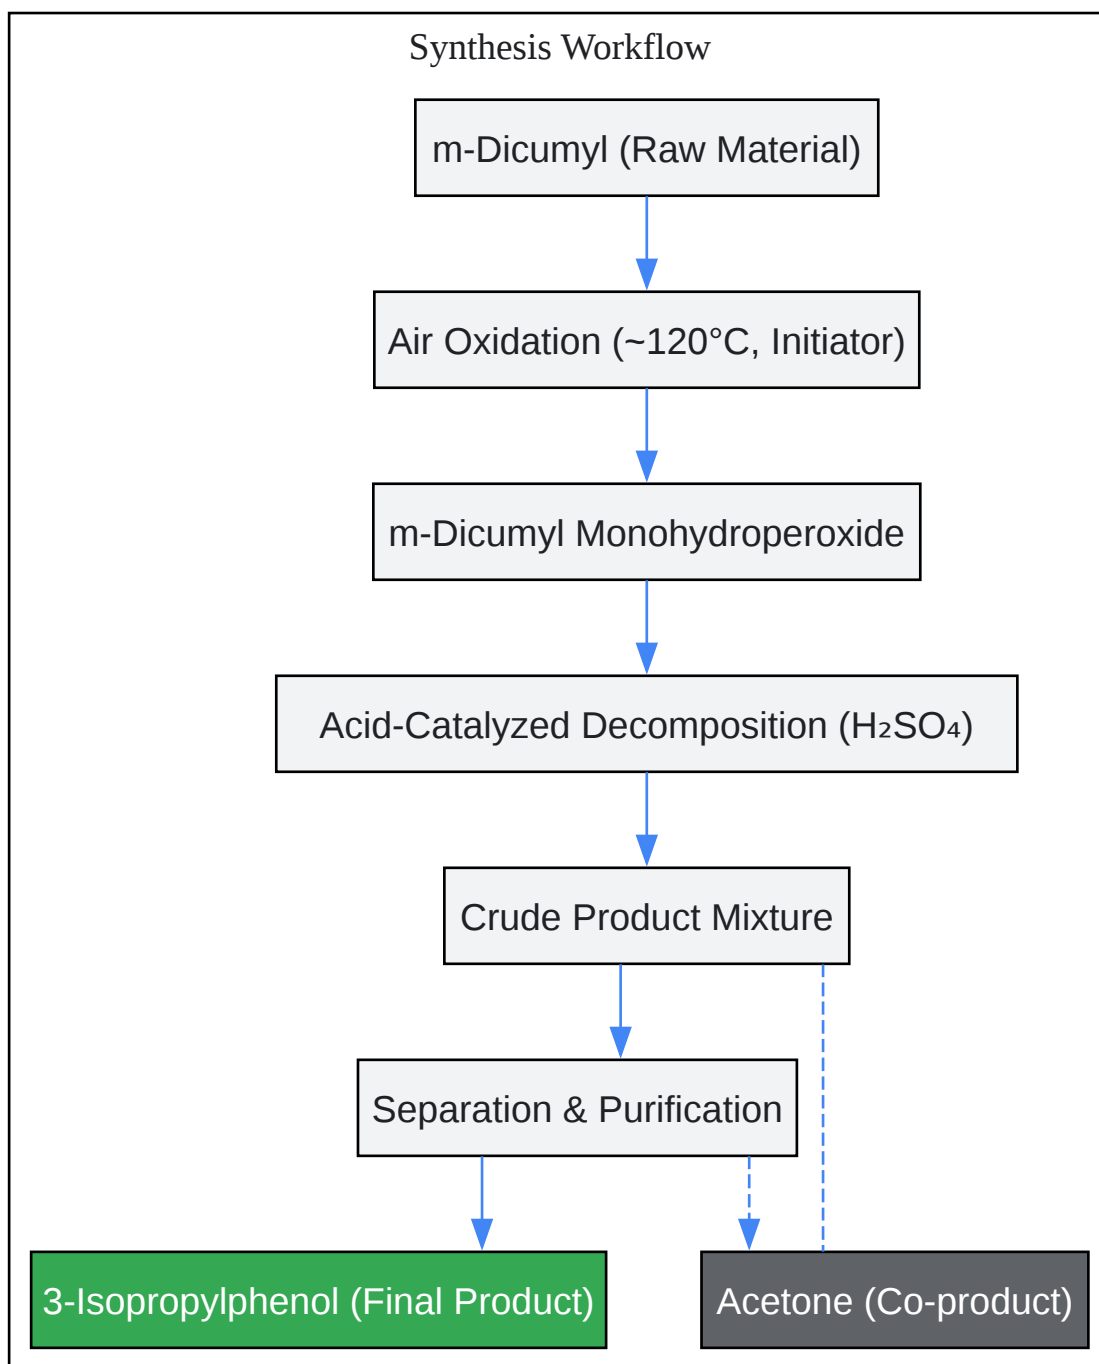 Synthesis Workflow
m-Dicumyl (Raw Material)
Air Oxidation (~120°C, Initiator)
m-Dicumyl Monohydroperoxide
Acid-Catalyzed Decomposition (H₂SO₄)
Crude Product Mixture
Separation & Purification
3-Isopropylphenol (Final Product)
Acetone (Co-product)